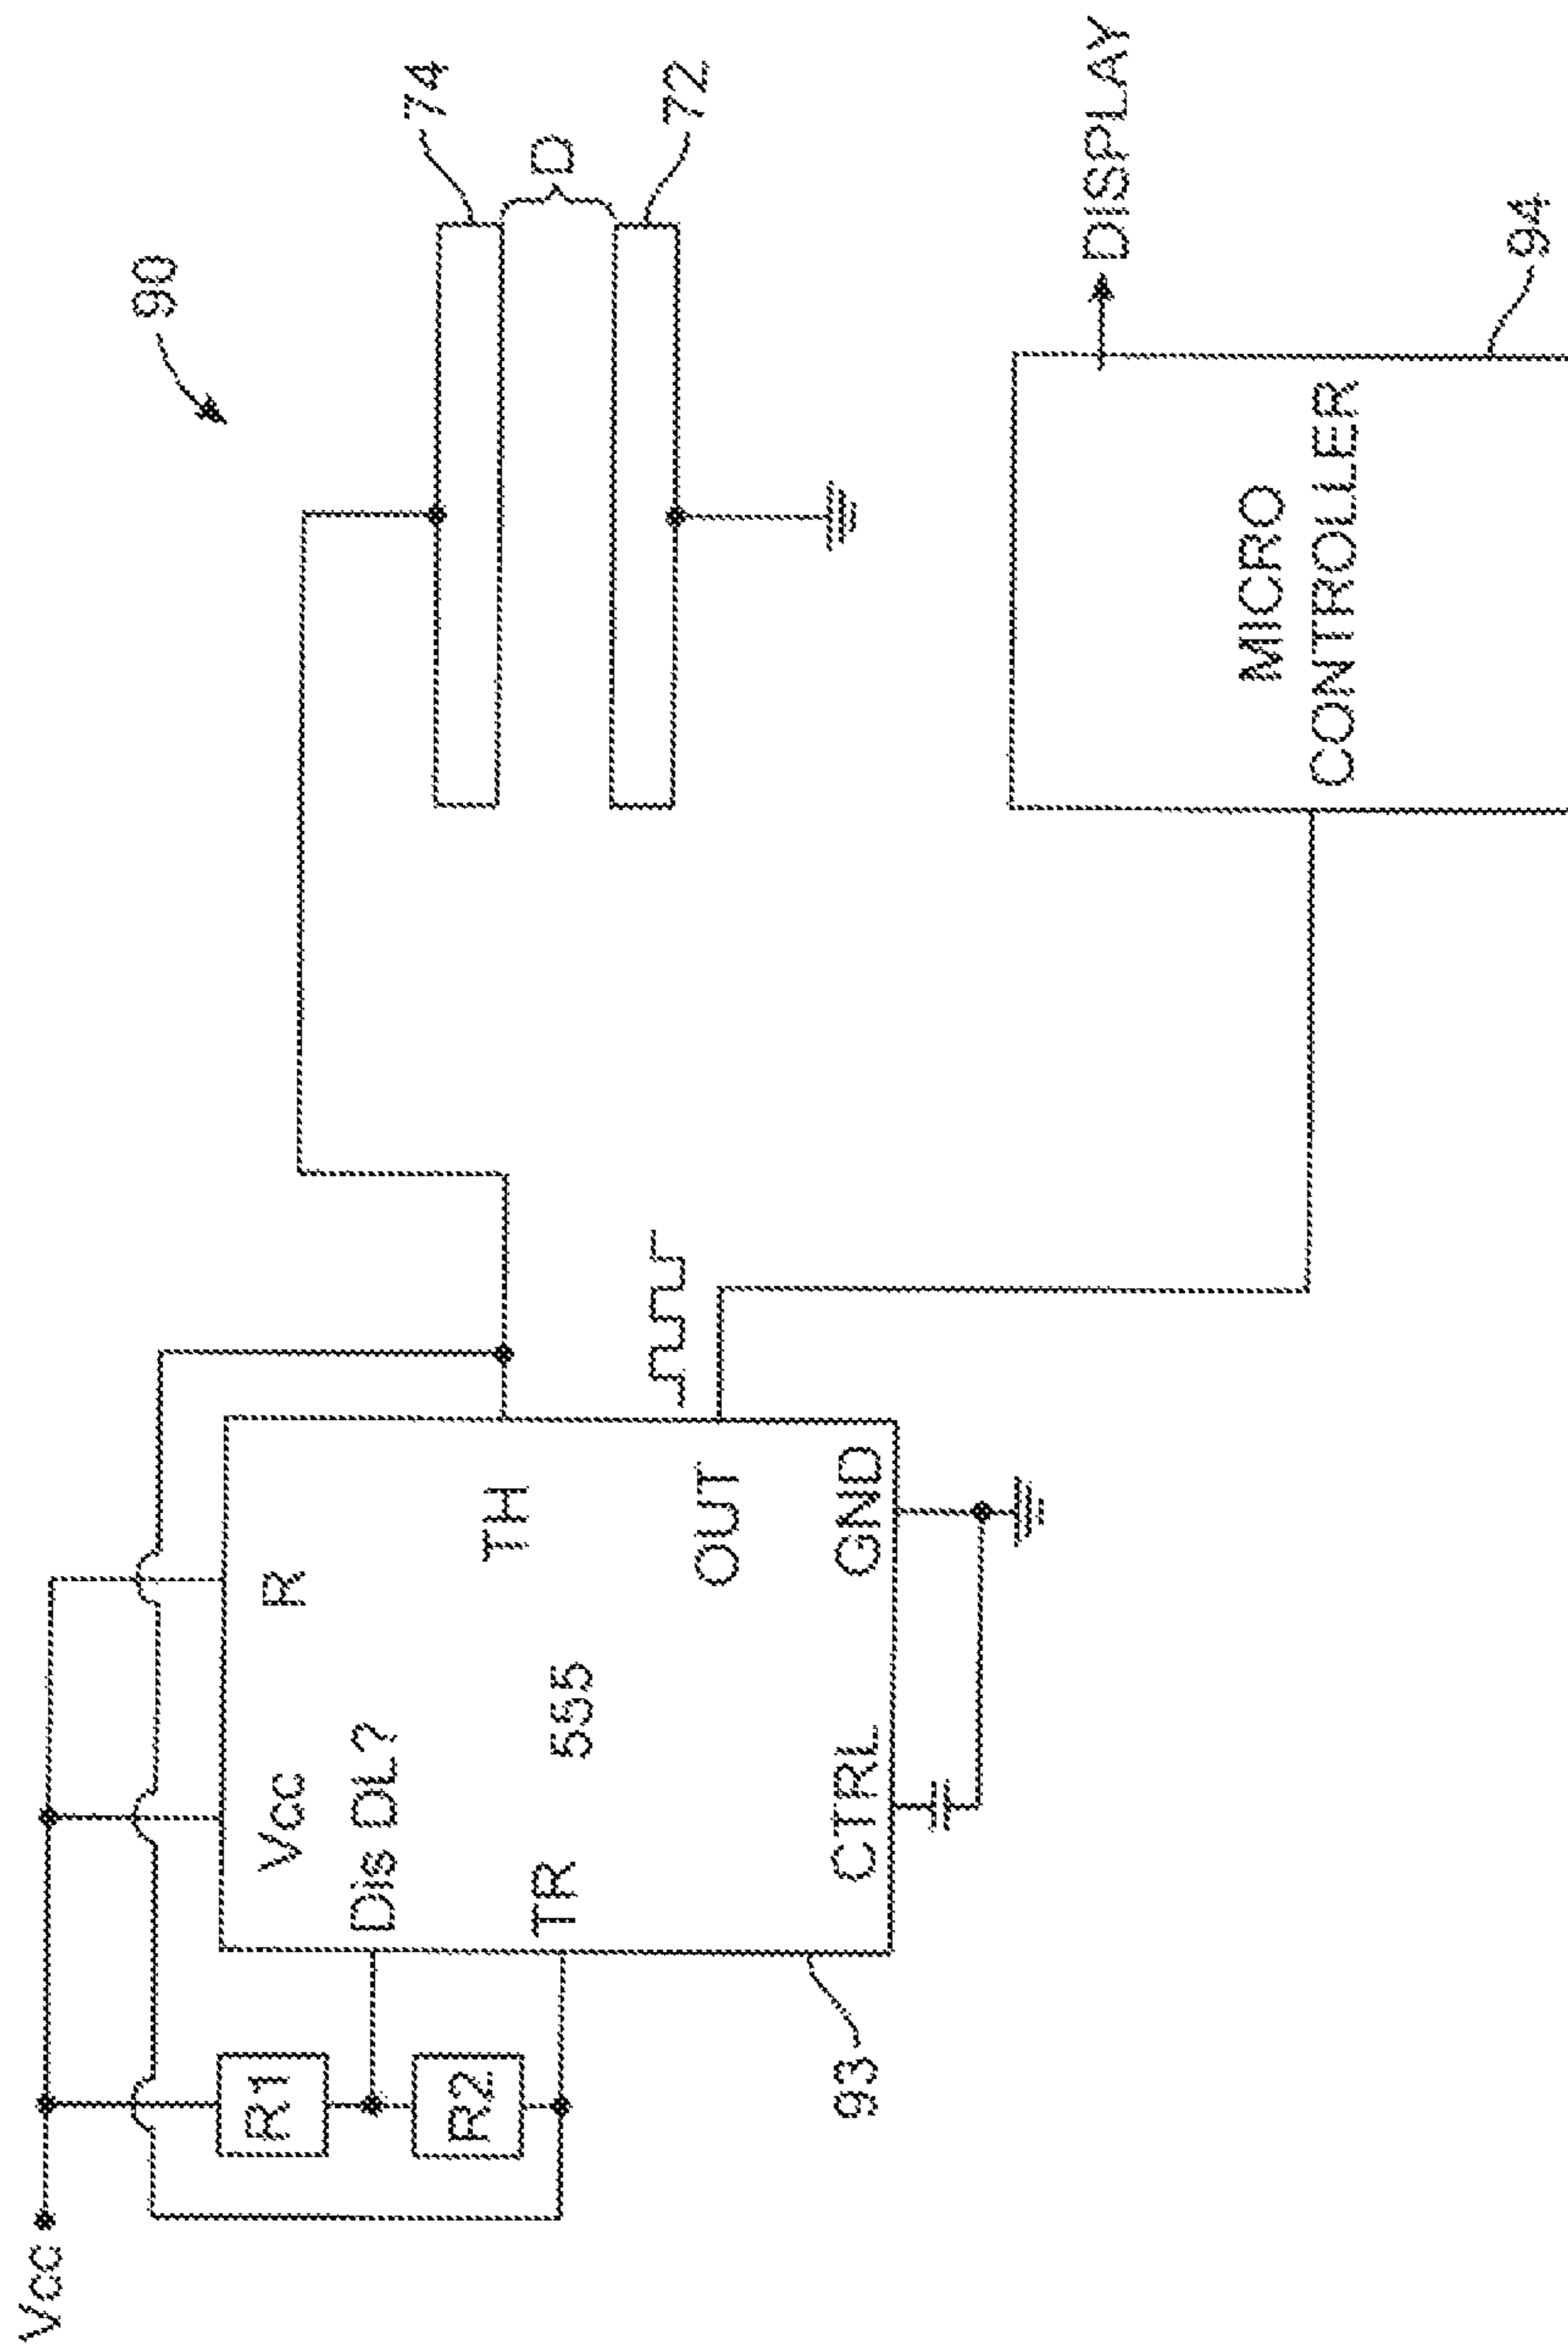 90
Vcc
R1
R2
Vcc
R
Dis DL?
TH
TR
555
OUT
CTRL
GND
93
74
D
72
DISPLAY
MICRO
CONTROLLER
94